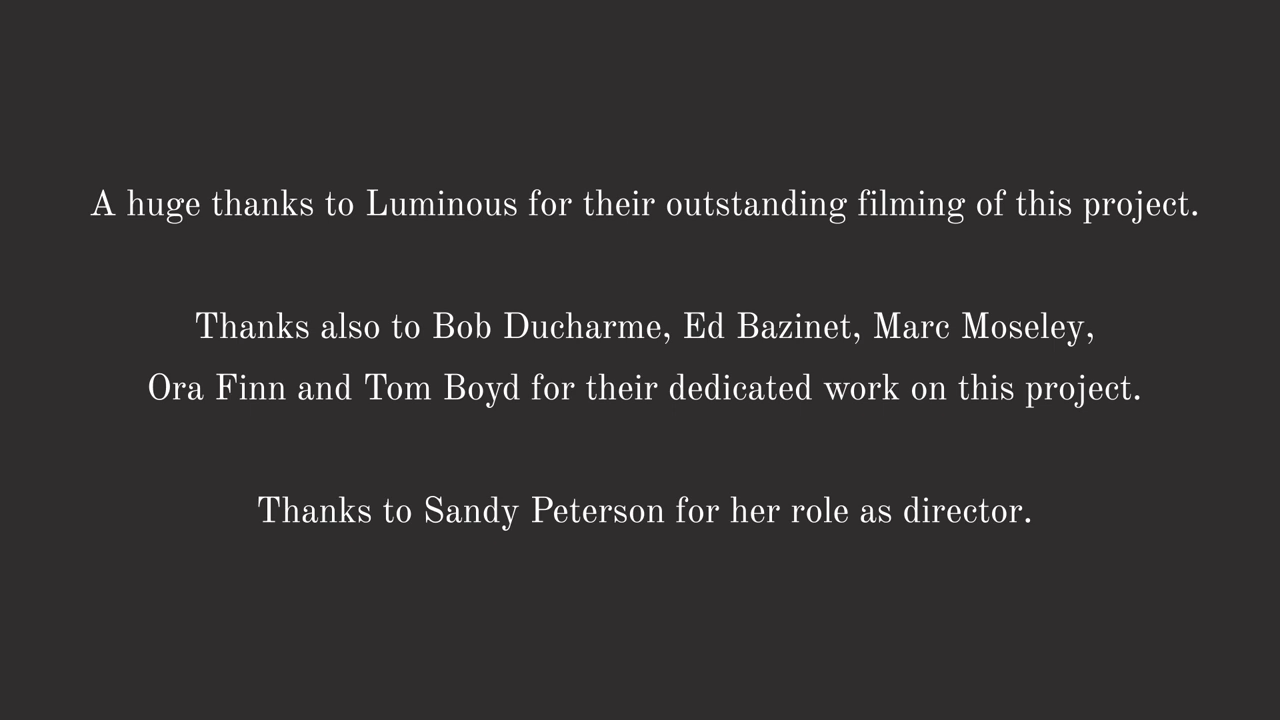 A huge thanks to Luminous for their outstanding filming of this project.
Thanks also to Bob Ducharme, Ed Bazinet, Marc Moseley,
Ora Finn and Tom Boyd for their dedicated work on this project.
Thanks to Sandy Peterson for her role as director.